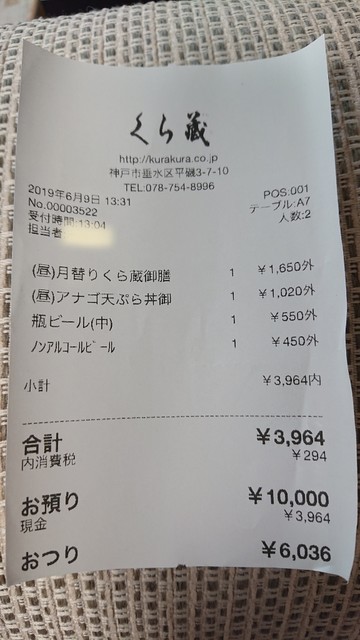 くら蔵
http://kurakura.co.jp
神戸市垂水区平磯3-7-10
TEL:078-754-8996
2019年6月9日 13:31 POS:001
No.00003522 テーブル:A7
受付時間:13:04 人数:2
担当者
(昼)月替りくら蔵御膳 1 ¥1,650外
(昼)アナゴ天ぷら丼御 1 ¥1,020外
瓶ビール(中) 1 ¥550外
ノンアルコールビール 1 ¥450外
小計 ¥3,964内
合計 ¥3,964
内消費税 ¥294
お預り ¥10,000
現金 ¥3,964
おつり ¥6,036